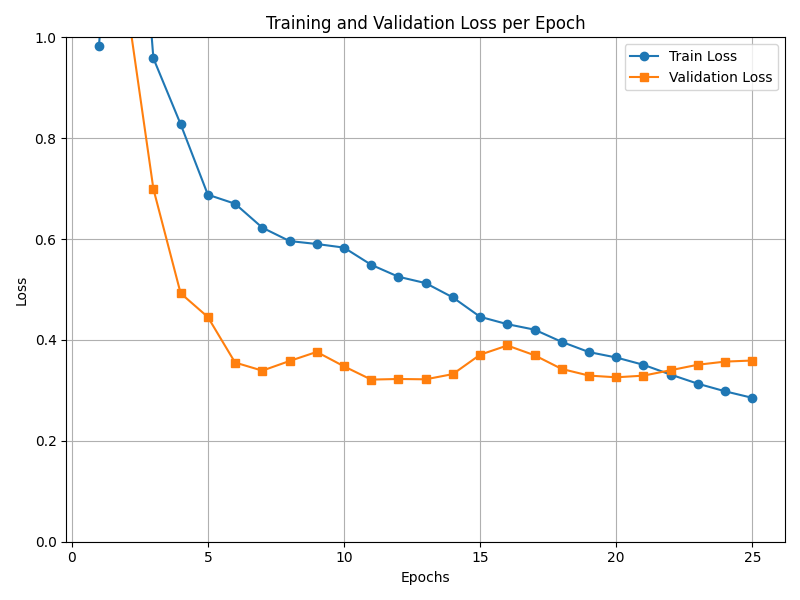 Training and Validation Loss per Epoch
Train Loss
Validation Loss
1.0
0.8
0.6
0.4
0.2
0.0
Loss
0 5 10 15 20 25
Epochs